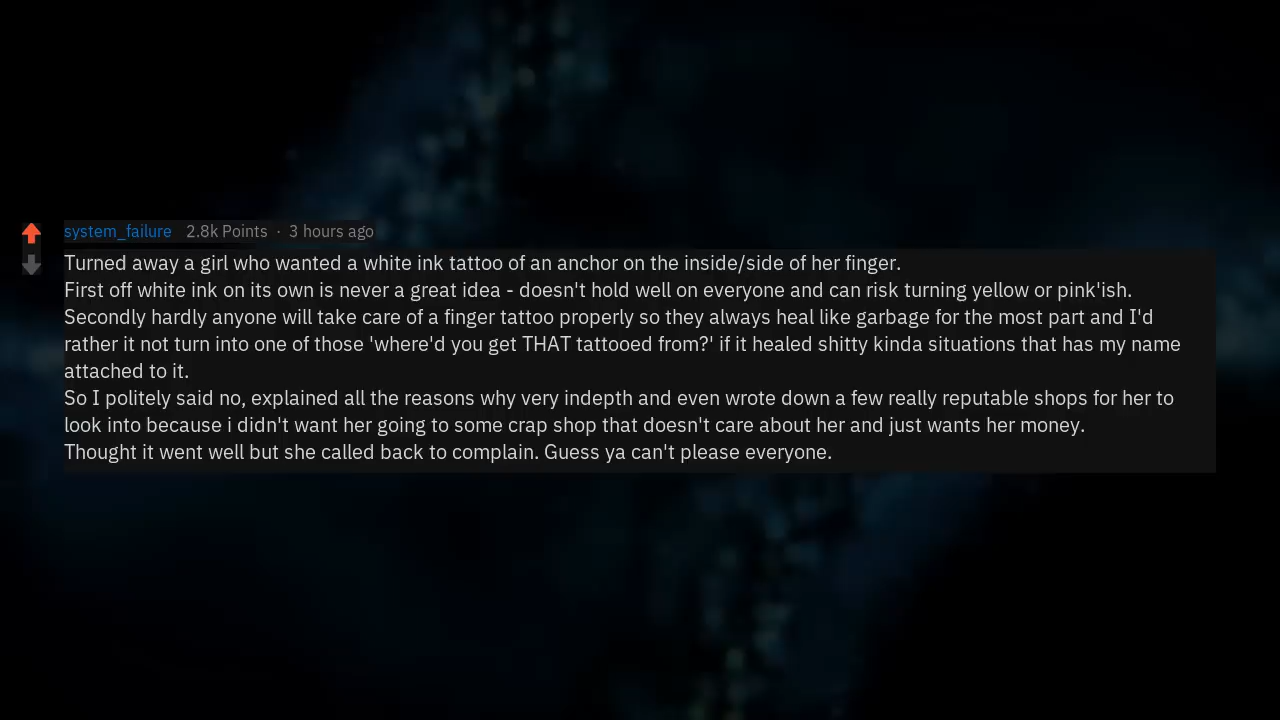 system_failure 2.8k Points · 3 hours ago
Turned away a girl who wanted a white ink tattoo of an anchor on the inside/side of her finger.
First off white ink on its own is never a great idea - doesn't hold well on everyone and can risk turning yellow or pink'ish.
Secondly hardly anyone will take care of a finger tattoo properly so they always heal like garbage for the most part and I'd
rather it not turn into one of those 'where'd you get THAT tattooed from?' if it healed shitty kinda situations that has my name
attached to it.
So I politely said no, explained all the reasons why very indepth and even wrote down a few really reputable shops for her to
look into because i didn't want her going to some crap shop that doesn't care about her and just wants her money.
Thought it went well but she called back to complain. Guess ya can't please everyone.